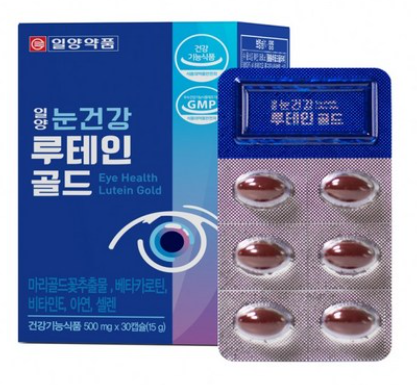 일양약품
건강
기능식품
GMP
일양
눈건강
루테인
골드
Eye Health
Lutein Gold
마리골드꽃추출물, 베타카로틴,
비타민E, 아연, 셀렌
건강기능식품 500 mg x 30캡슐(15 g)
눈건강
루테인골드